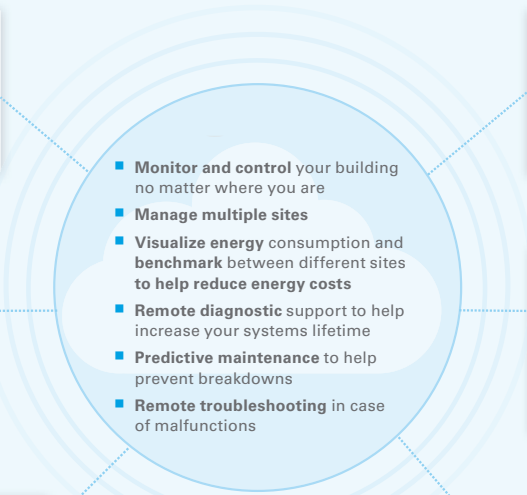 ■ Monitor and control your building
no matter where you are
■ Manage multiple sites
■ Visualize energy consumption and
benchmark between different sites
to help reduce energy costs
■ Remote diagnostic support to help
increase your systems lifetime
■ Predictive maintenance to help
prevent breakdowns
■ Remote troubleshooting in case
of malfunctions